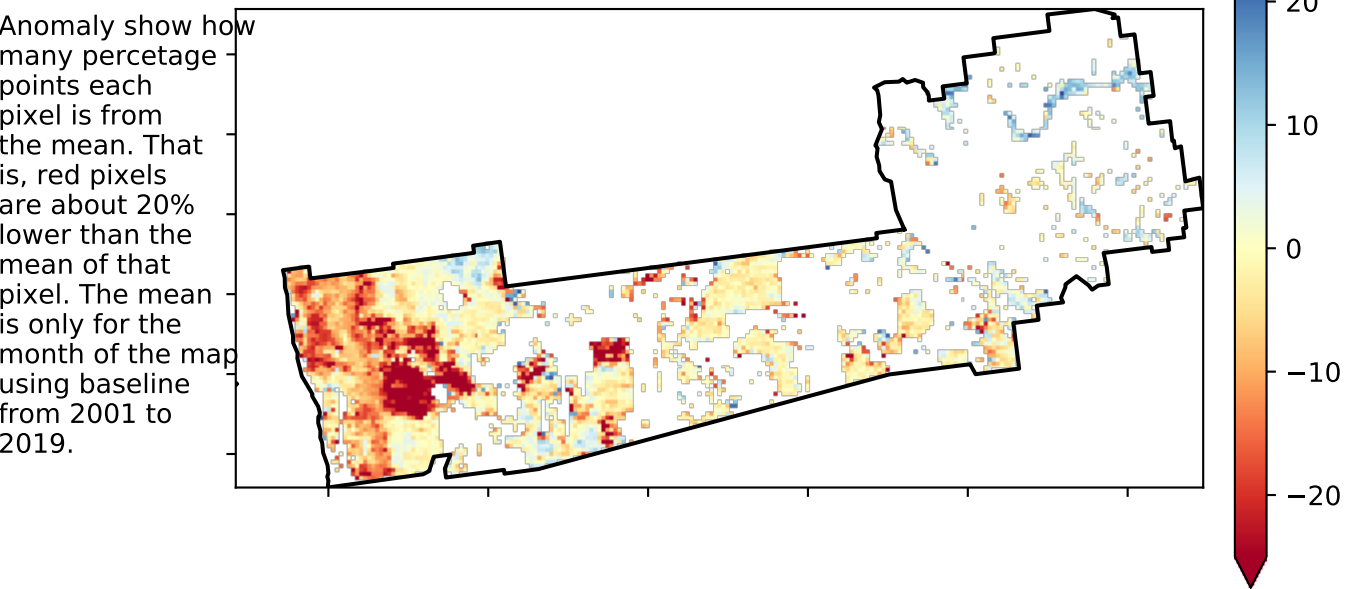 Anomaly show how
many percetage
points each
pixel is from
the mean. That
is, red pixels
are about 20%
lower than the
mean of that
pixel. The mean
is only for the
month of the map
using baseline
from 2001 to
2019.
20
10
0
−10
−20